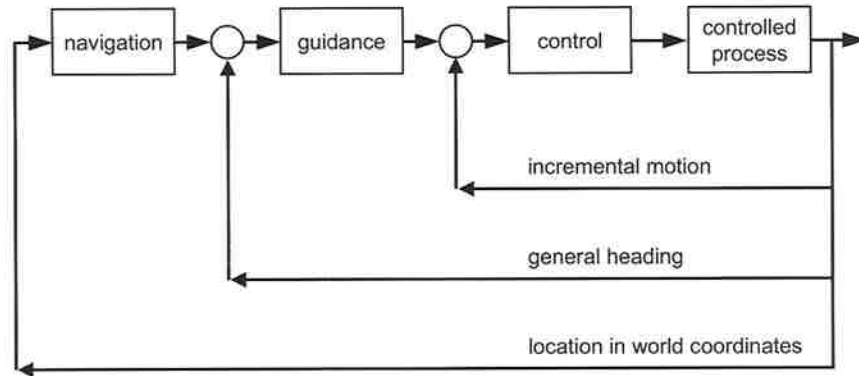 navigation
guidance
control
controlled
process
incremental motion
general heading
location in world coordinates